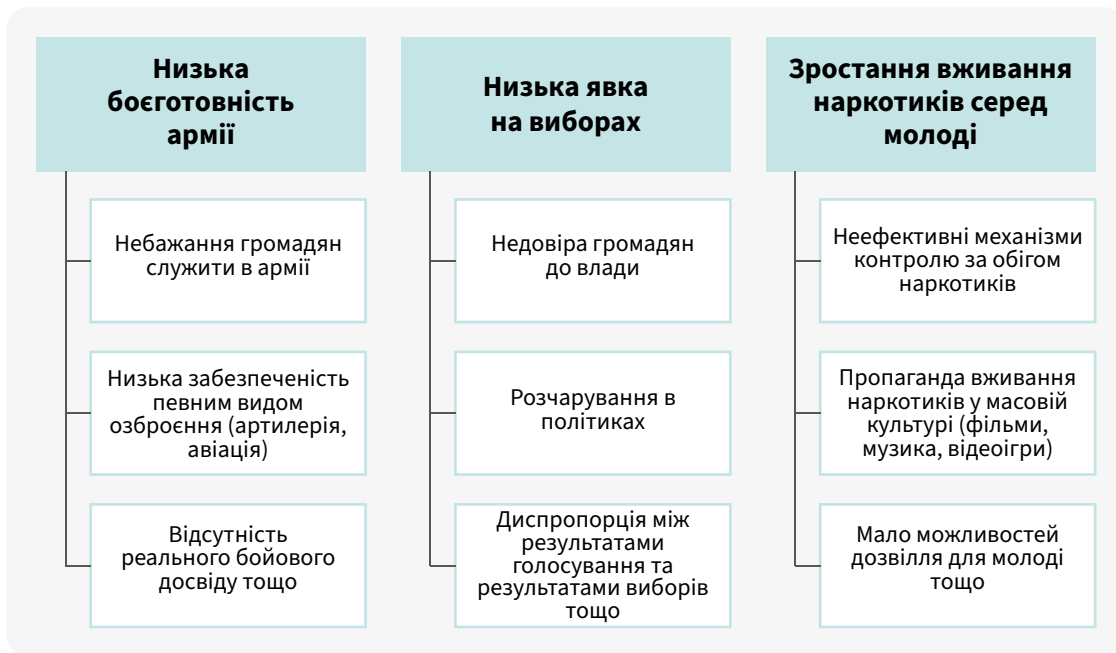 Низька
боєготовність
армії
Небажання громадян
служити в армії
Низька забезпеченість
певним видом
озброєння (артилерія,
авіація)
Відсутність
реального бойового
досвіду тощо
Низька явка
на виборах
Недовіра громадян
до влади
Розчарування в
політиках
Диспропорція між
результатами
голосування та
результатами виборів
тощо
Зростання вживання
наркотиків серед
молоді
Неефективні механізми
контролю за обігом
наркотиків
Пропаганда вживання
наркотиків у масовій
культурі (фільми,
музика, відеоігри)
Мало можливостей
дозвілля для молоді
тощо